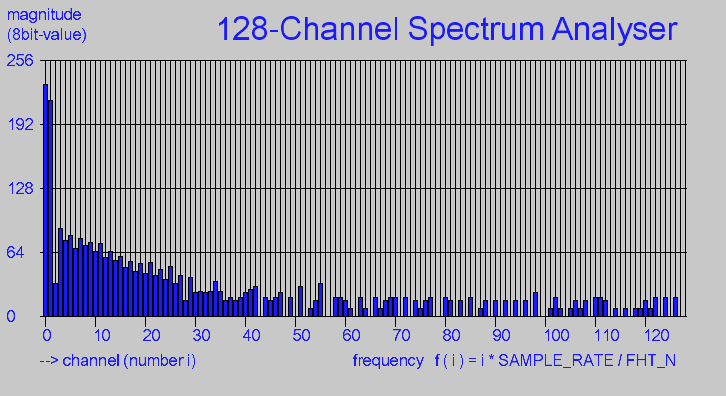 magnitude
(8bit-value)
128-Channel Spectrum Analyser
256
192
128
64
0
0 10 20 30 40 50 60 70 80 90 100 110 120
--> channel (number i)
frequency f ( i ) = i * SAMPLE_RATE / FHT_N